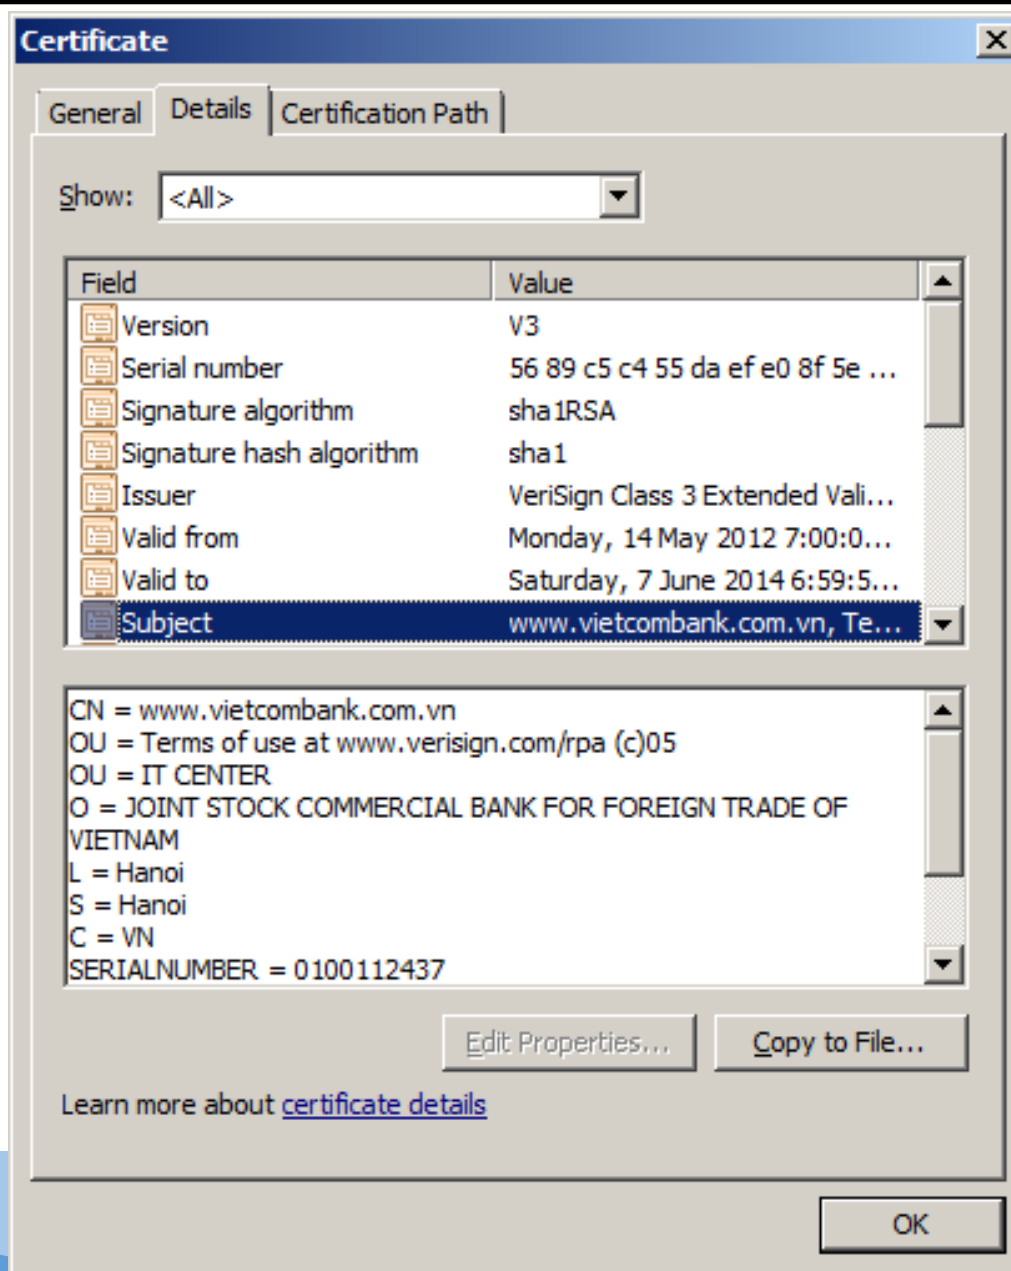 Certificate
General Details Certification Path
Show: <All>
Field Value
Version V3
Serial number 56 89 c5 c4 55 da ef e0 8f 5e ...
Signature algorithm sha1RSA
Signature hash algorithm sha1
Issuer VeriSign Class 3 Extended Vali...
Valid from Monday, 14 May 2012 7:00:0...
Valid to Saturday, 7 June 2014 6:59:5...
Subject www.vietcombank.com.vn, Te...
CN = www.vietcombank.com.vn
OU = Terms of use at www.verisign.com/rpa (c)05
OU = IT CENTER
O = JOINT STOCK COMMERCIAL BANK FOR FOREIGN TRADE OF
VIETNAM
L = Hanoi
S = Hanoi
C = VN
SERIALNUMBER = 0100112437
Edit Properties... Copy to File...
Learn more about certificate details
OK